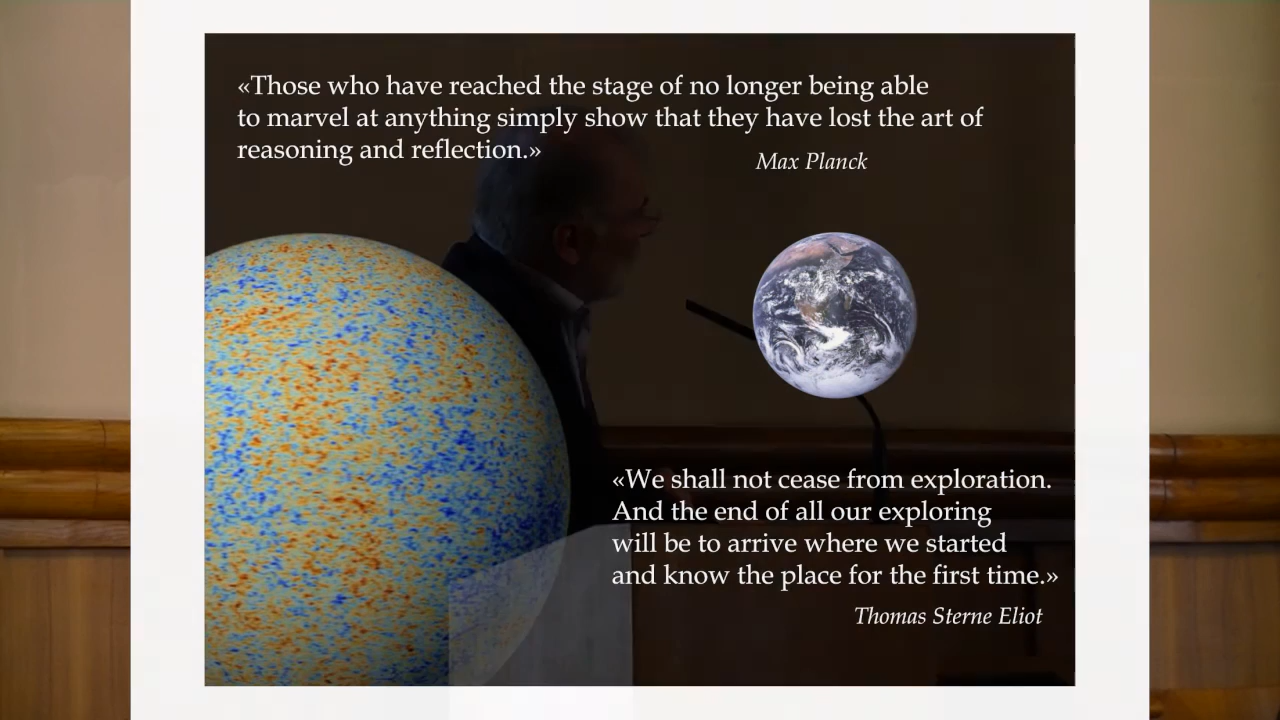 «Those who have reached the stage of no longer being able
to marvel at anything simply show that they have lost the art of
reasoning and reflection.»
Max Planck
«We shall not cease from exploration.
And the end of all our exploring
will be to arrive where we started
and know the place for the first time.»
Thomas Sterne Eliot